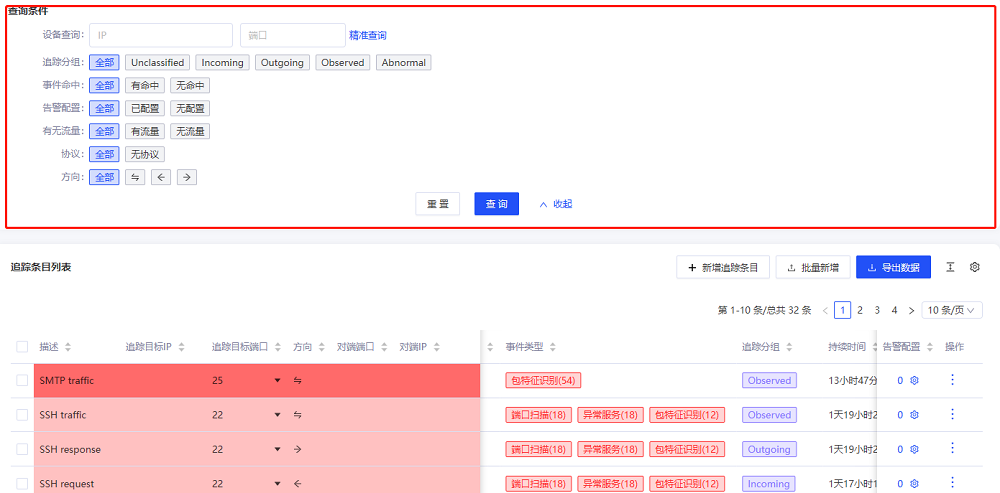 查询条件
设备查询： IP 端口 精准查询
追踪分组： 全部 Unclassified Incoming Outgoing Observed Abnormal
事件命中： 全部 有命中 无命中
告警配置： 全部 已配置 无配置
有无流量： 全部 有流量 无流量
协议： 全部 无协议
方向： 全部 ⇋ ← →
重 置 查 询 收起
追踪条目列表 + 新增追踪条目 批量新增 导出数据
第 1-10 条/总共 32 条 < 1 2 3 4 > 10 条/页
描述 追踪目标IP 追踪目标端口 方向 对端端口 对端IP 事件类型 追踪分组 持续时间 告警配置 操作
SMTP traffic 25 ⇋ 包特征识别(54) Observed 13小时47分 0
SSH traffic 22 ⇋ 端口扫描(18) 异常服务(18) 包特征识别(12) Observed 1天19小时2 0
SSH response 22 → 端口扫描(18) 异常服务(18) 包特征识别(12) Outgoing 1天19小时2 0
SSH request 22 ← 端口扫描(18) 异常服务(18) 包特征识别(12) Incoming 1天17小时1 0